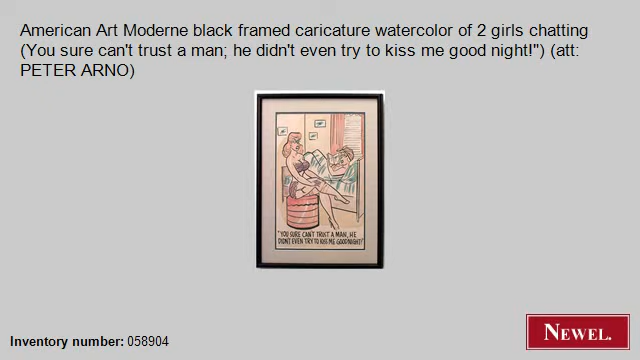 American Art Moderne black framed caricature watercolor of 2 girls chatting
(You sure can't trust a man; he didn't even try to kiss me good night!") (att:
PETER ARNO)
"YOU SURE CAN'T TRUST A MAN, HE
DIDN'T EVEN TRY TO KISS ME GOODNIGHT!"
Inventory number: 058904
NEWEL.